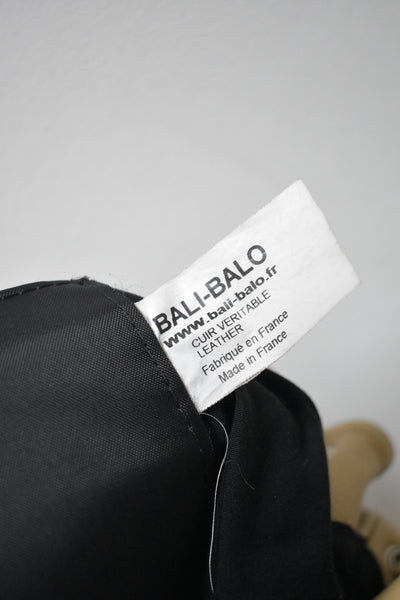 BALI-BALO
www.bali-balo.fr
CUIR VERITABLE
LEATHER
Fabriqué en France
Made in France